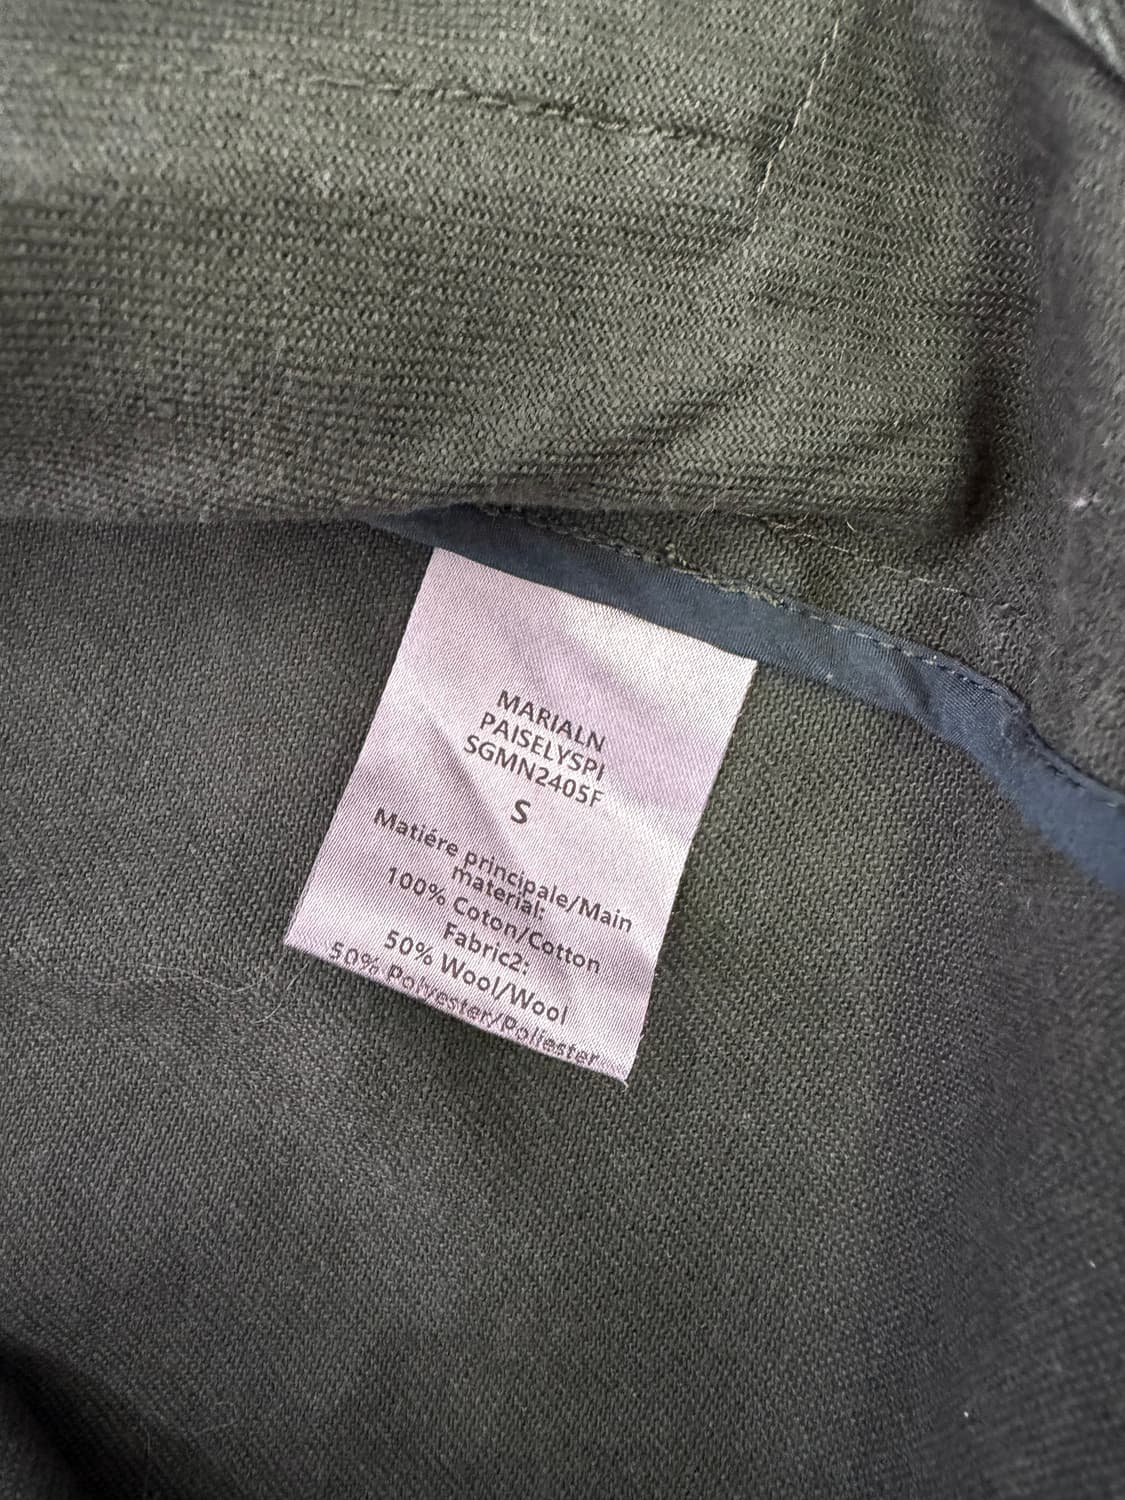 MARIALN
PAISELYSPI
SGMN2405F
S
Matiére principale/Main
material:
100% Coton/Cotton
Fabric2:
50% Wool/Wool
50% Polyester/Poliester